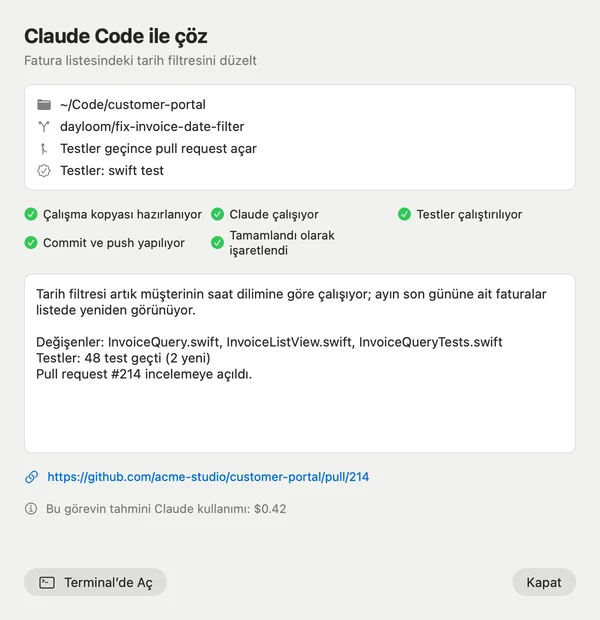 Claude Code ile çöz
Fatura listesindeki tarih filtresini düzelt
~/Code/customer-portal
dayloom/fix-invoice-date-filter
Testler geçince pull request açar
Testler: swift test
Çalışma kopyası hazırlanıyor
Claude çalışıyor
Testler çalıştırılıyor
Commit ve push yapılıyor
Tamamlandı olarak
işaretlendi
Tarih filtresi artık müşterinin saat dilimine göre çalışıyor; ayın son gününe ait faturalar
listede yeniden görünüyor.
Değişenler: InvoiceQuery.swift, InvoiceListView.swift, InvoiceQueryTests.swift
Testler: 48 test geçti (2 yeni)
Pull request #214 incelemeye açıldı.
https://github.com/acme-studio/customer-portal/pull/214
Bu görevin tahmini Claude kullanımı: $0.42
Terminal’de Aç
Kapat